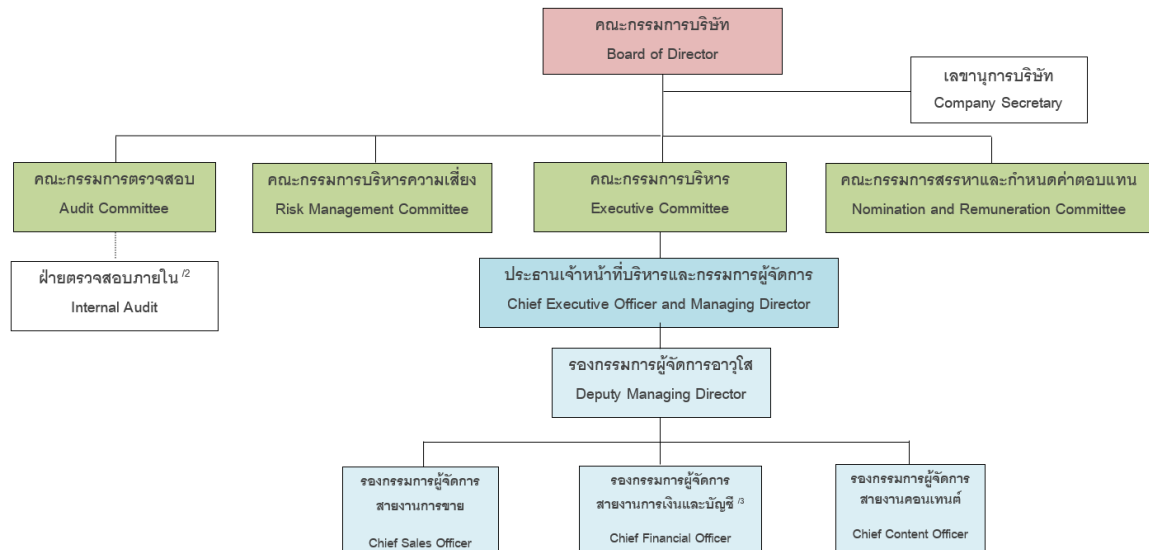 คณะกรรมการบริษัท
Board of Director
เลขานุการบริษัท
Company Secretary
คณะกรรมการตรวจสอบ
Audit Committee
คณะกรรมการบริหารความเสี่ยง
Risk Management Committee
คณะกรรมการบริหาร
Executive Committee
คณะกรรมการสรรหาและกำหนดค่าตอบแทน
Nomination and Remuneration Committee
ฝ่ายตรวจสอบภายใน /2
Internal Audit
ประธานเจ้าหน้าที่บริหารและกรรมการผู้จัดการ
Chief Executive Officer and Managing Director
รองกรรมการผู้จัดการอาวุโส
Deputy Managing Director
รองกรรมการผู้จัดการ
สายงานการขาย
Chief Sales Officer
รองกรรมการผู้จัดการ
สายงานการเงินและบัญชี /3
Chief Financial Officer
รองกรรมการผู้จัดการ
สายงานคอนเทนต์
Chief Content Officer